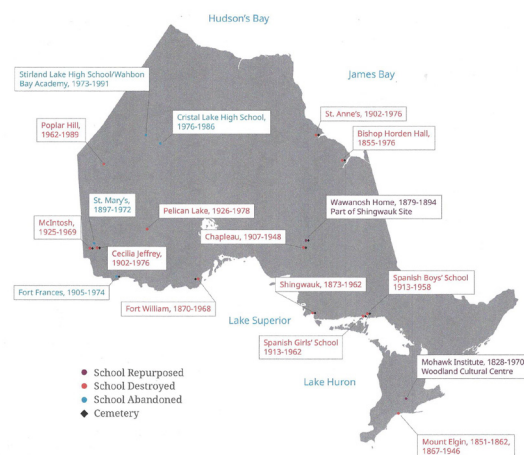 Hudson's Bay
James Bay
Stirland Lake High School/Wahbon
Bay Academy, 1973-1991
Cristal Lake High School,
1976-1986
Poplar Hill,
1962-1989
St. Anne's, 1902-1976
Bishop Horden Hall,
1855-1976
St. Mary's,
1897-1972
Pelican Lake, 1926-1978
Wawanosh Home, 1879-1894
Part of Shingwauk Site
McIntosh,
1925-1969
Chapleau, 1907-1948
Cecilia Jeffrey,
1902-1976
Shingwauk, 1873-1962
Spanish Boys' School
1913-1958
Fort Frances, 1905-1974
Fort William, 1870-1968
Lake Superior
Spanish Girls' School
1913-1962
Mohawk Institute, 1828-1970
Woodland Cultural Centre
Lake Huron
School Repurposed
School Destroyed
School Abandoned
Cemetery
Mount Elgin, 1851-1862,
1867-1946